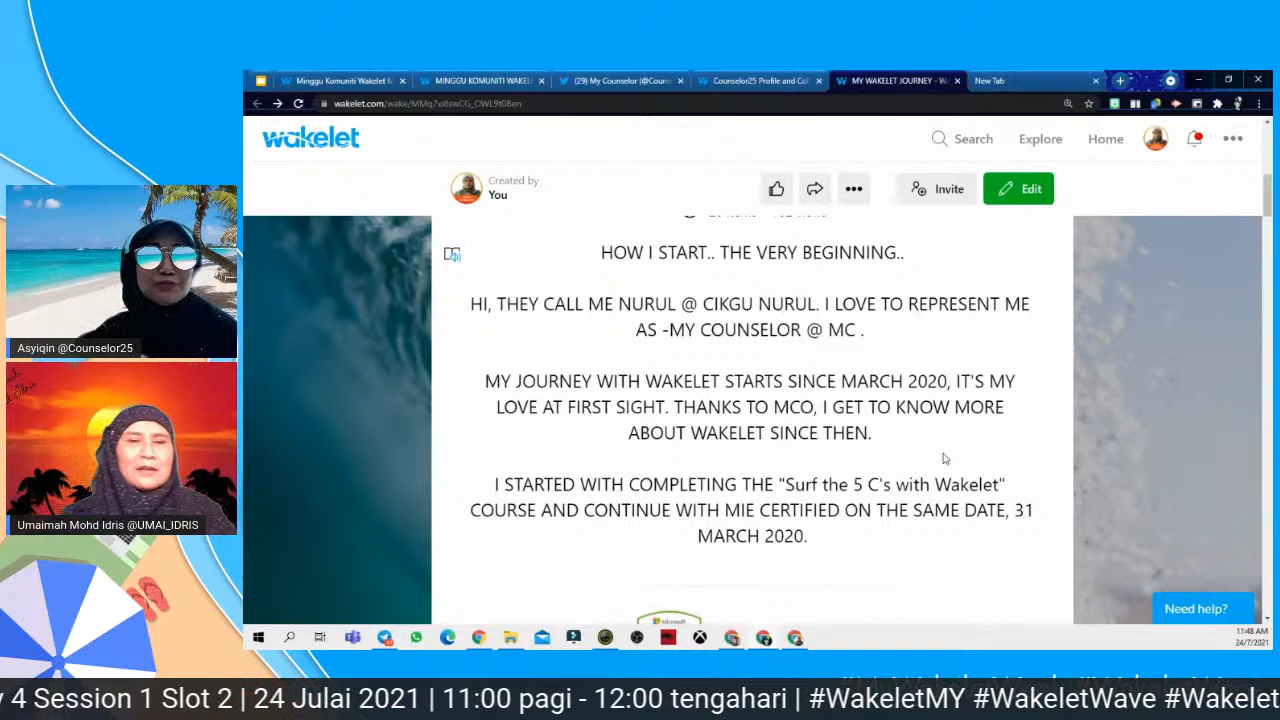 Minggu Komuniti Wakelet M
MINGGU KOMUNITI WAKEL
(29) My Counselor (@Couns
Counselor25 Profile and Col
MY WAKELET JOURNEY - W
New Tab
wakelet.com/wake/MMq7xi8swCG_OWL9t08en
wakelet
Search
Explore
Home
Created by
You
Invite
Edit
HOW I START.. THE VERY BEGINNING..
HI, THEY CALL ME NURUL @ CIKGU NURUL. I LOVE TO REPRESENT ME
AS -MY COUNSELOR @ MC .
MY JOURNEY WITH WAKELET STARTS SINCE MARCH 2020, IT'S MY
LOVE AT FIRST SIGHT. THANKS TO MCO, I GET TO KNOW MORE
ABOUT WAKELET SINCE THEN.
I STARTED WITH COMPLETING THE "Surf the 5 C's with Wakelet"
COURSE AND CONTINUE WITH MIE CERTIFIED ON THE SAME DATE, 31
MARCH 2020.
Microsoft
Need help?
11:48 AM
24/7/2021
Asyiqin @Counselor25
Umaimah Mohd Idris @UMAI_IDRIS
y 4 Session 1 Slot 2 | 24 Julai 2021 | 11:00 pagi - 12:00 tengahari | #WakeletMY #WakeletWave #Wakelet